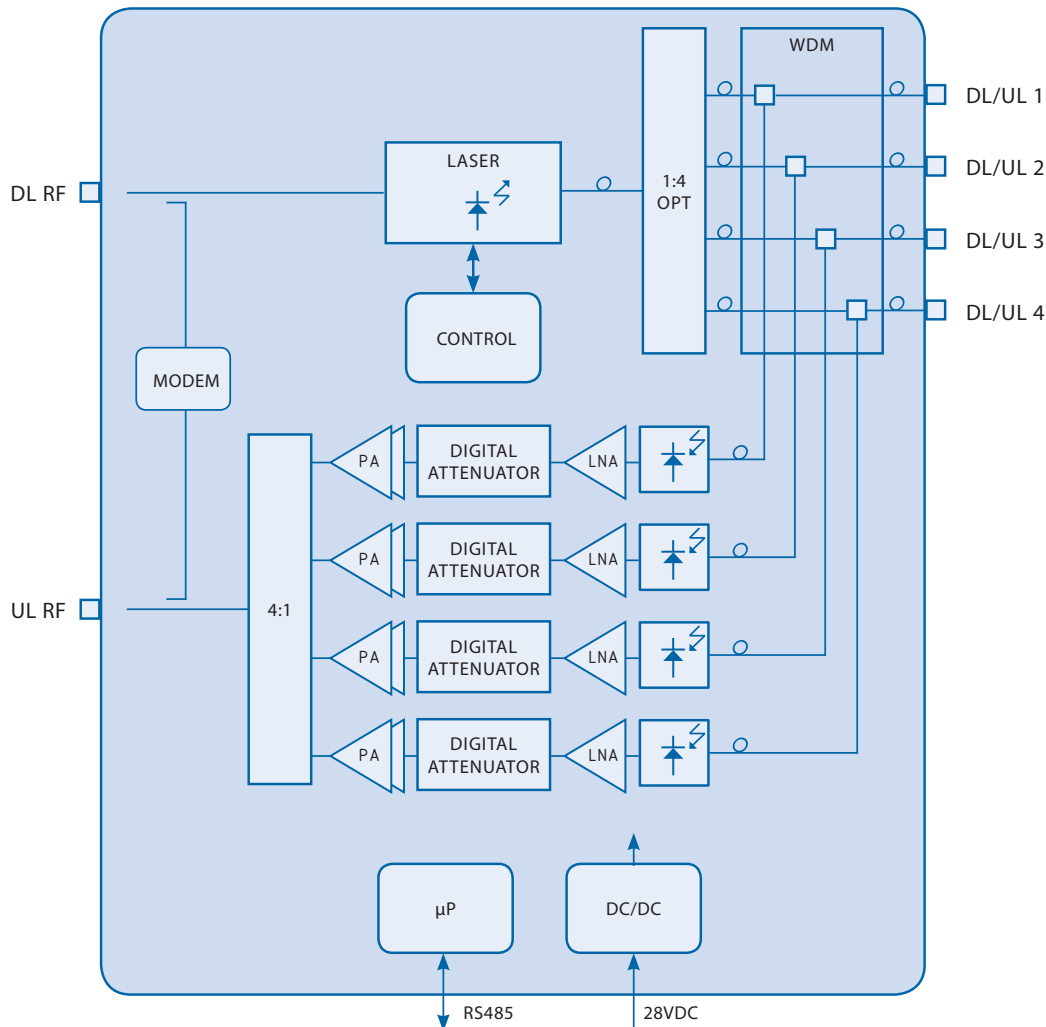 WDM
DL/UL 1
LASER
DL/UL 2
DL RF
1:4
OPT
DL/UL 3
DL/UL 4
CONTROL
MODEM
PA
DIGITAL
ATTENUATOR
LNA
PA
DIGITAL
ATTENUATOR
LNA
UL RF
4:1
PA
DIGITAL
ATTENUATOR
LNA
PA
DIGITAL
ATTENUATOR
LNA
µP
DC/DC
RS485
28VDC